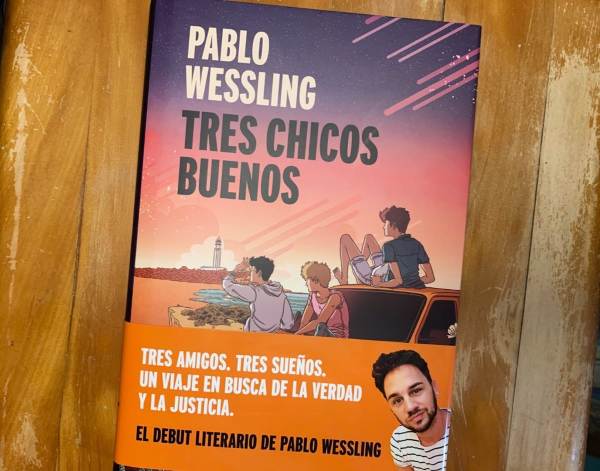 PABLO
WESSLING
TRES CHICOS
BUENOS
TRES AMIGOS. TRES SUEÑOS.
UN VIAJE EN BUSCA DE LA VERDAD
Y LA JUSTICIA.
EL DEBUT LITERARIO DE PABLO WESSLING